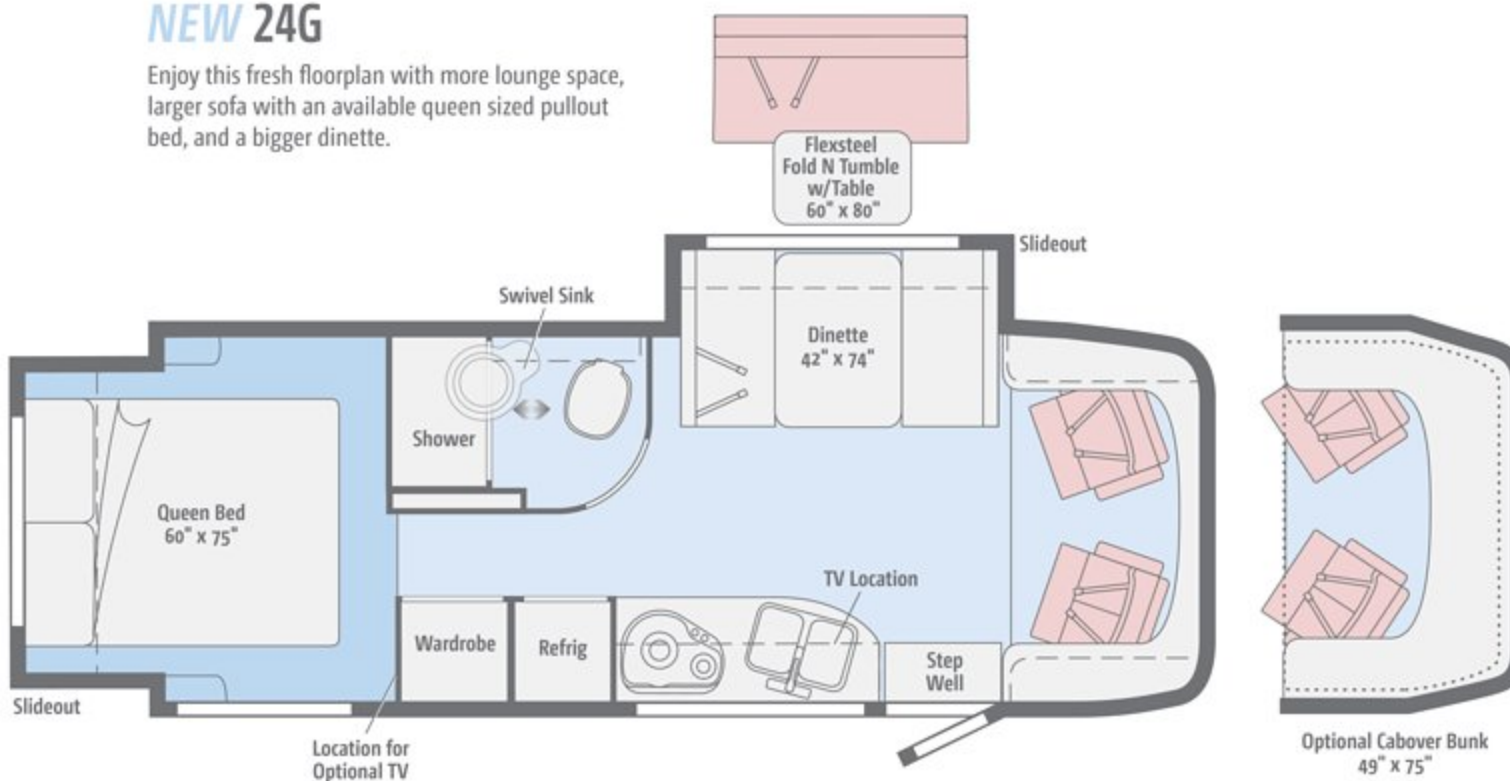 NEW 24G
Enjoy this fresh floorplan with more lounge space,
larger sofa with an available queen sized pullout
bed, and a bigger dinette.
Flexsteel
Fold N Tumble
w/Table
60" x 80"
Slideout
Swivel Sink
Dinette
42" x 74"
Shower
Queen Bed
60" x 75"
TV Location
Wardrobe
Refrig
Step
Well
Slideout
Location for
Optional TV
Optional Cabover Bunk
49" x 75"